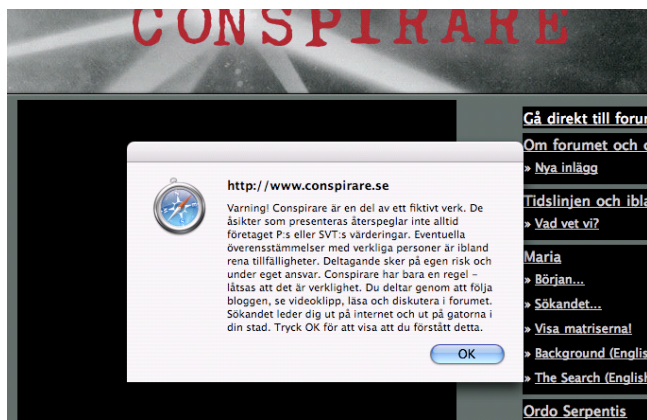 CONSPIRARE
http://www.conspirare.se
Varning! Conspirare är en del av ett fiktivt verk. De
åsikter som presenteras återspeglar inte alltid
företaget P:s eller SVT:s värderingar. Eventuella
överensstämmelser med verkliga personer är ibland
rena tillfälligheter. Deltagande sker på egen risk och
under eget ansvar. Conspirare har bara en regel –
låtsas att det är verklighet. Du deltar genom att följa
bloggen, se videoklipp, läsa och diskutera i forumet.
Sökandet leder dig ut på internet och ut på gatorna i
din stad. Tryck OK för att visa att du förstått detta.
OK
Gå direkt till
Om forumet och
» Nya inlägg
Tidslinjen och
» Vad vet vi?
Maria
» Början...
» Sökandet...
» Visa matriserna!
» Background
» The Search
Ordo Serpentis